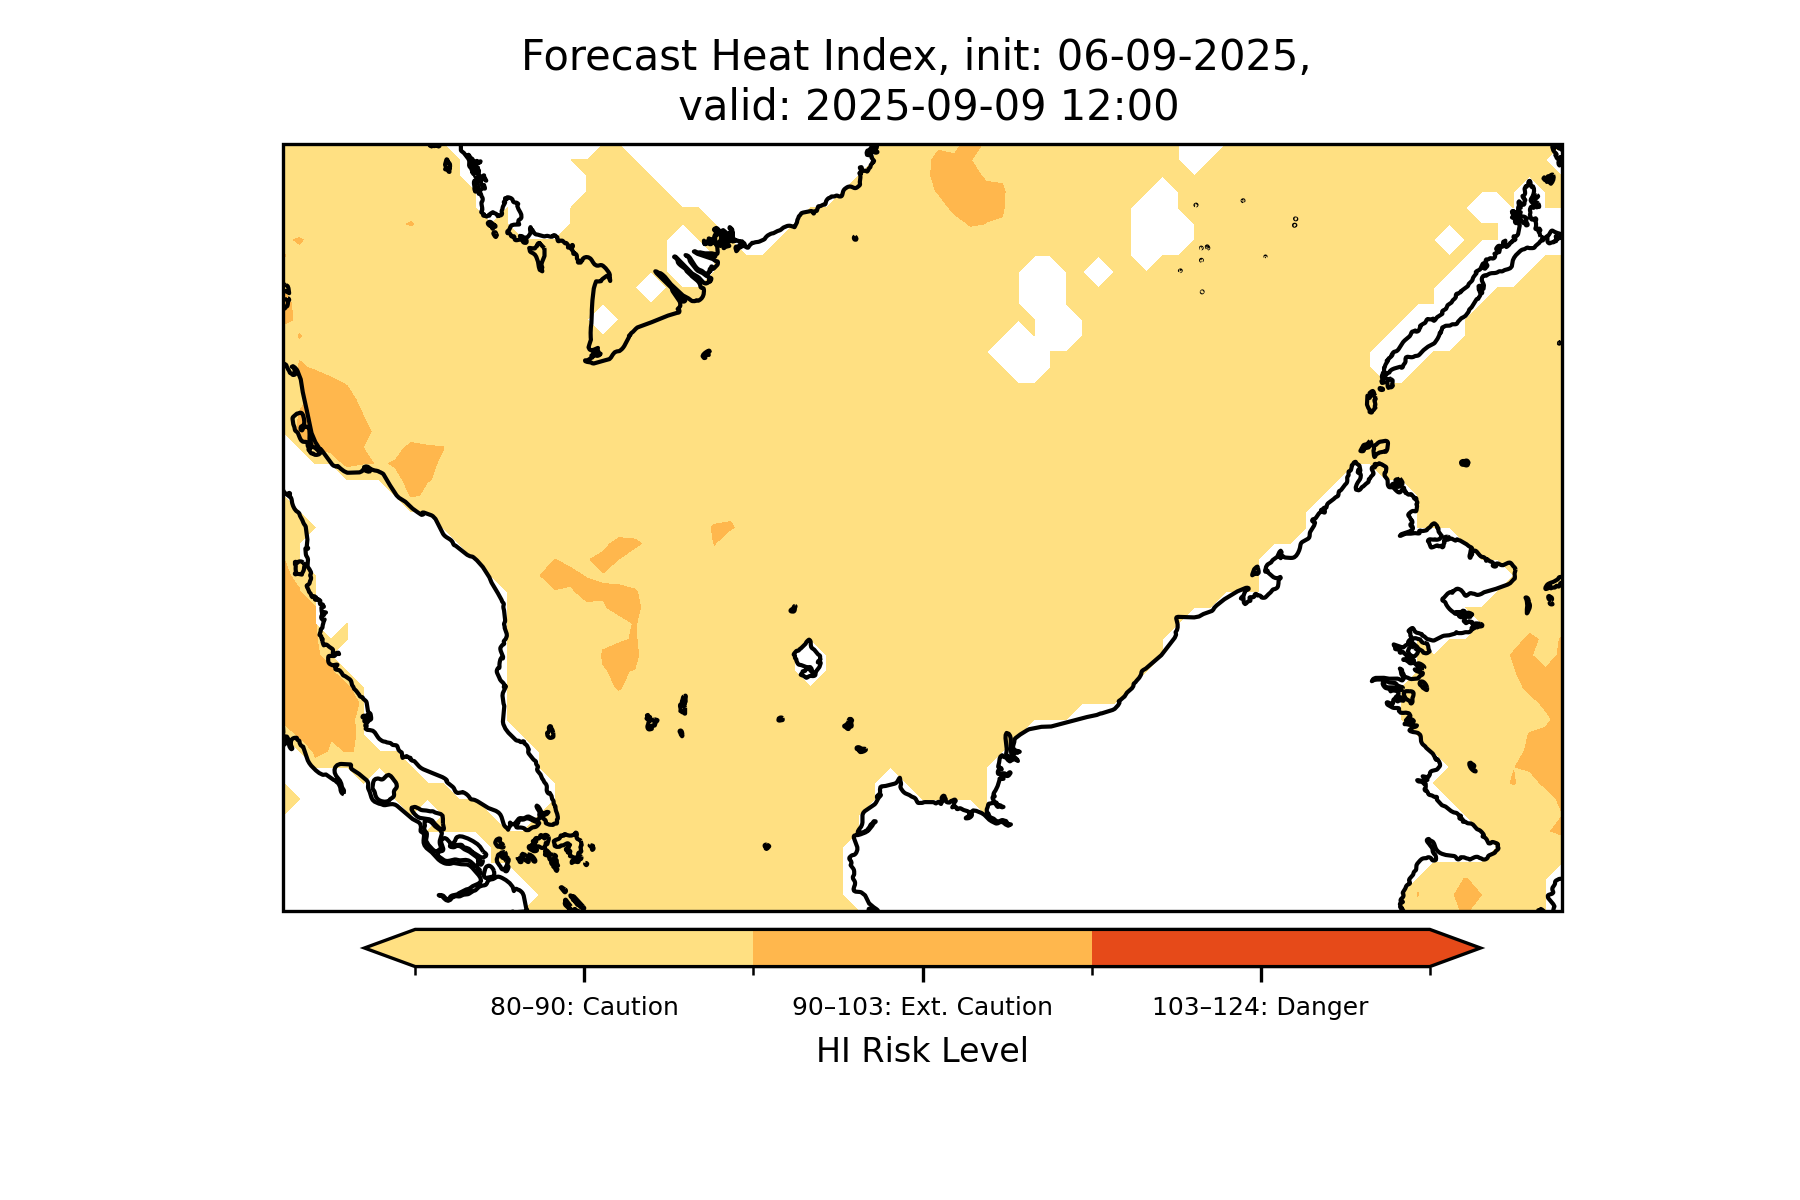 Forecast Heat Index, init: 06-09-2025,
valid: 2025-09-09 12:00
80–90: Caution
90–103: Ext. Caution
103–124: Danger
HI Risk Level